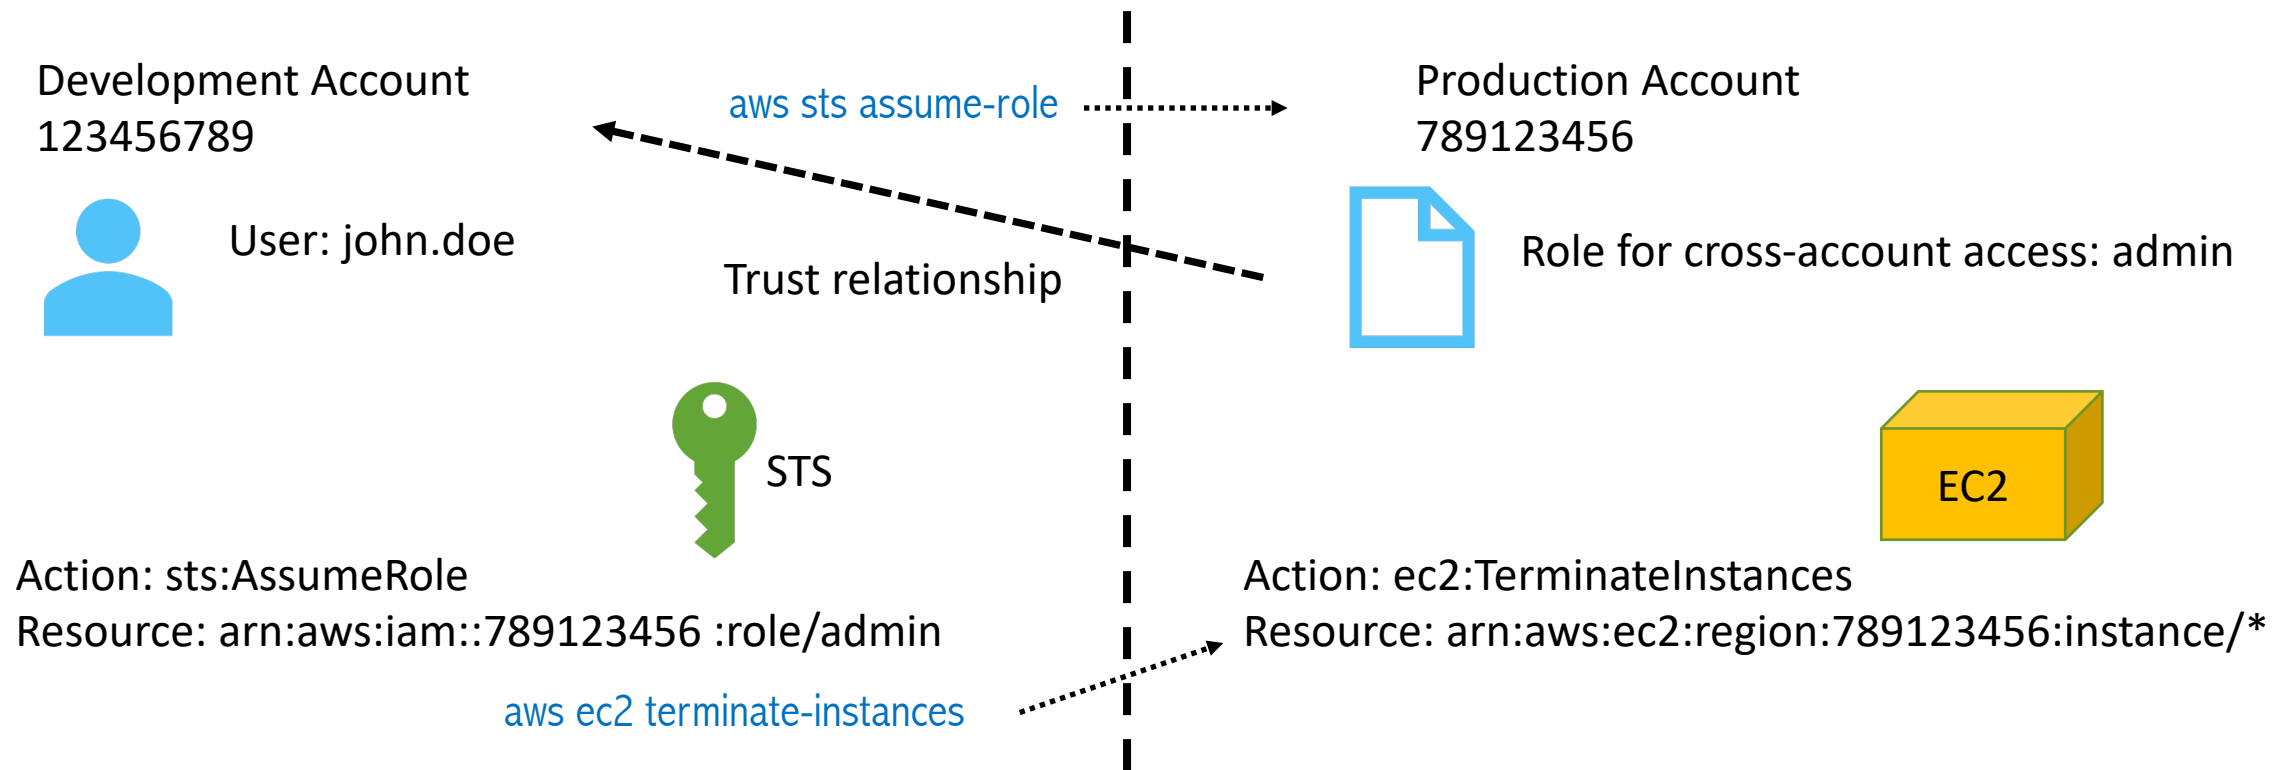 Development Account
123456789
aws sts assume-role
Production Account
789123456
User: john.doe
Trust relationship
Role for cross-account access: admin
STS
EC2
Action: sts:AssumeRole
Resource: arn:aws:iam::789123456 :role/admin
Action: ec2:TerminateInstances
Resource: arn:aws:ec2:region:789123456:instance/*
aws ec2 terminate-instances